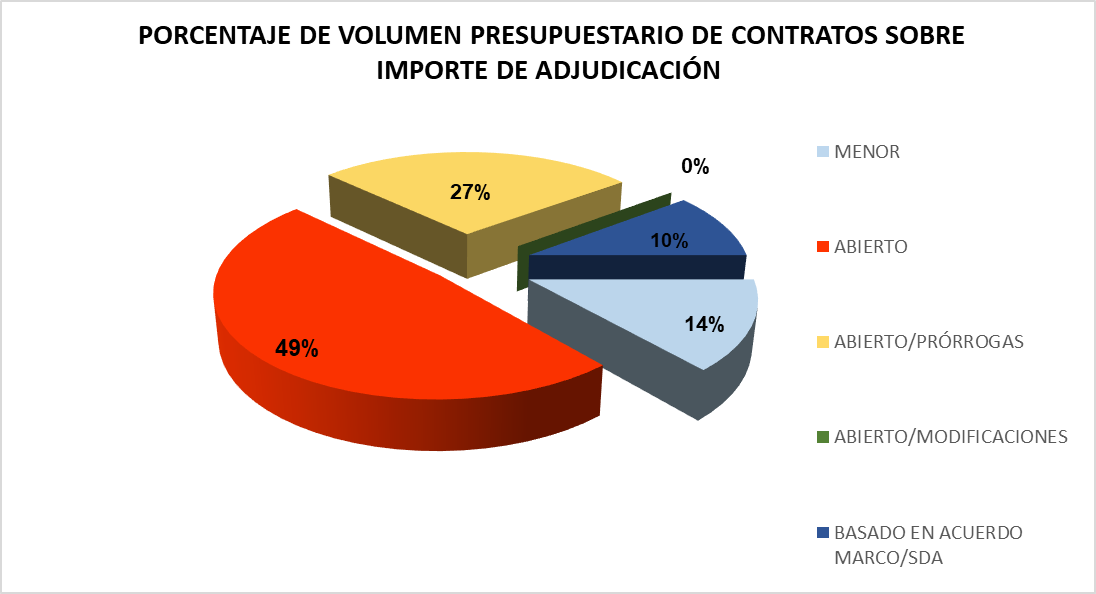 PORCENTAJE DE VOLUMEN PRESUPUESTARIO DE CONTRATOS SOBRE
IMPORTE DE ADJUDICACIÓN
27%
0%
10%
14%
49%
MENOR
ABIERTO
ABIERTO/PRÓRROGAS
ABIERTO/MODIFICACIONES
BASADO EN ACUERDO
MARCO/SDA